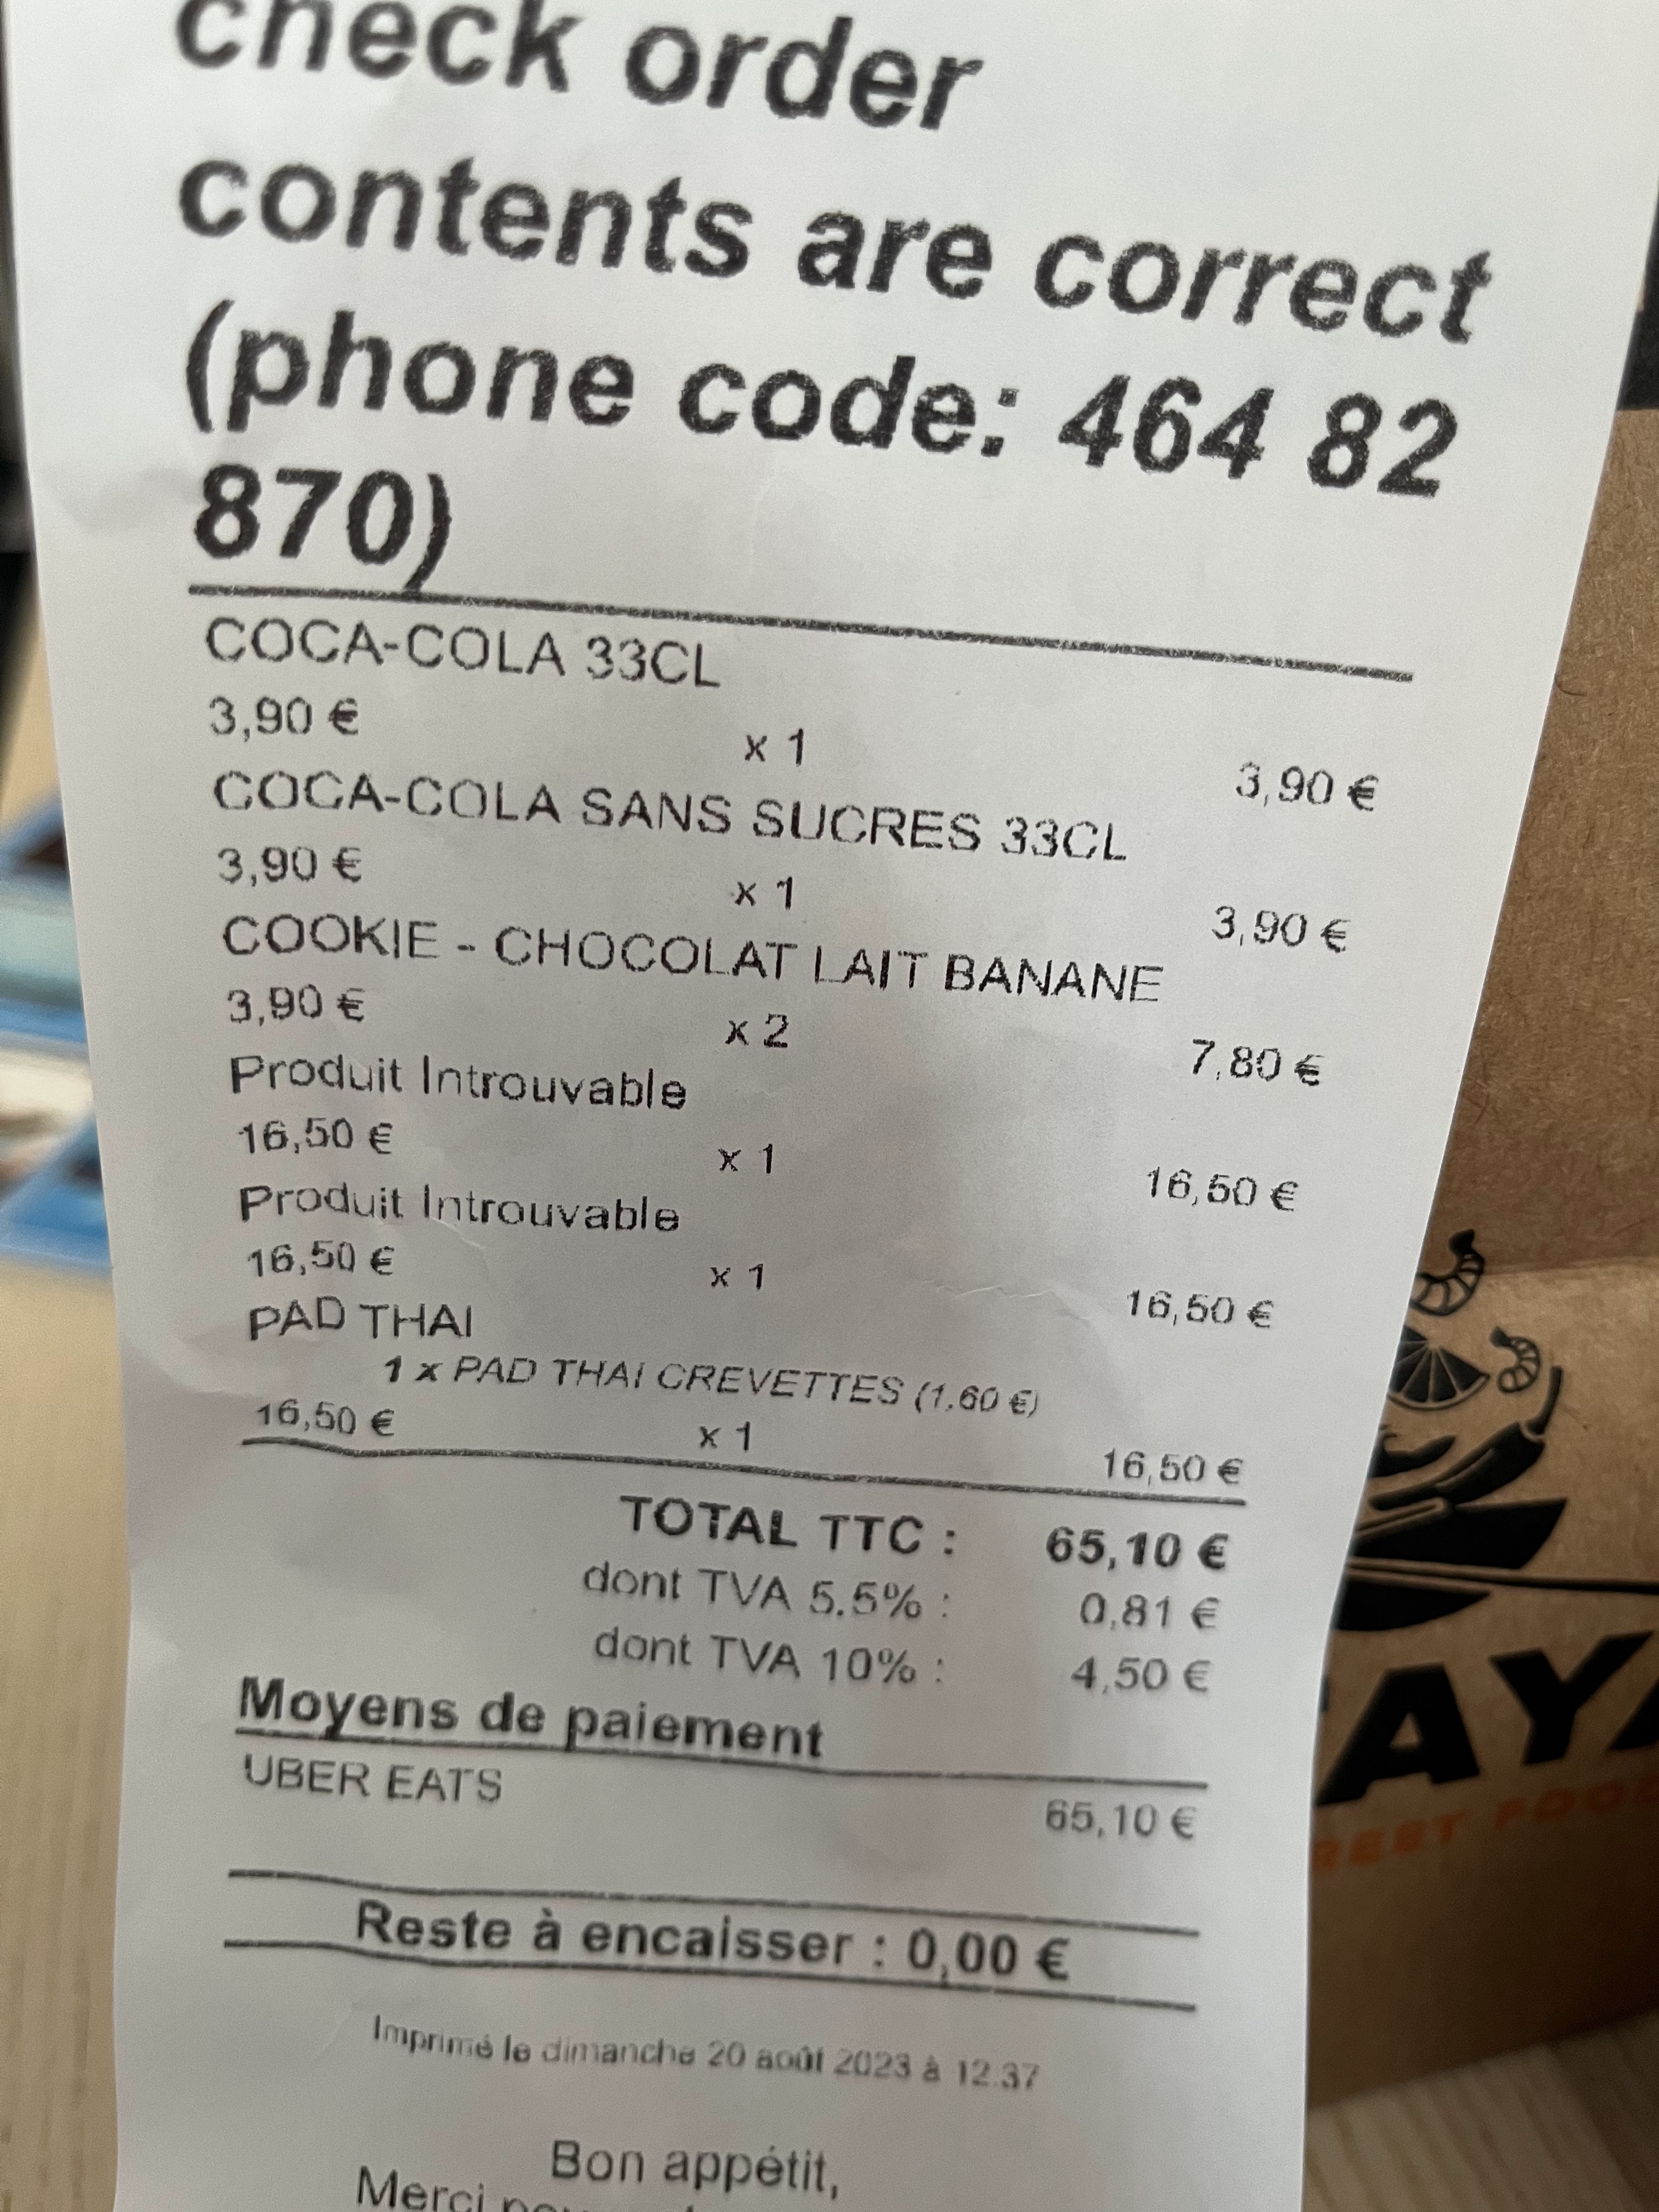 check order
contents are correct
(phone code: 464 82
870)
COCA-COLA 33CL
3,90 € x 1 3,90 €
COCA-COLA SANS SUCRES 33CL
3,90 € x 1 3,90 €
COOKIE - CHOCOLAT LAIT BANANE
3,90 € x 2 7,80 €
Produit Introuvable
16,50 € x 1 16,50 €
Produit Introuvable
16,50 € x 1 16,50 €
PAD THAI
1 x PAD THAI CREVETTES (1.60 €)
16,50 € x 1 16,50 €
TOTAL TTC : 65,10 €
dont TVA 5.5% : 0,81 €
dont TVA 10% : 4,50 €
Moyens de paiement
UBER EATS 65,10 €
Reste à encaisser : 0,00 €
Imprimé le dimanche 20 août 2023 à 12:37
Bon appétit,
Merci